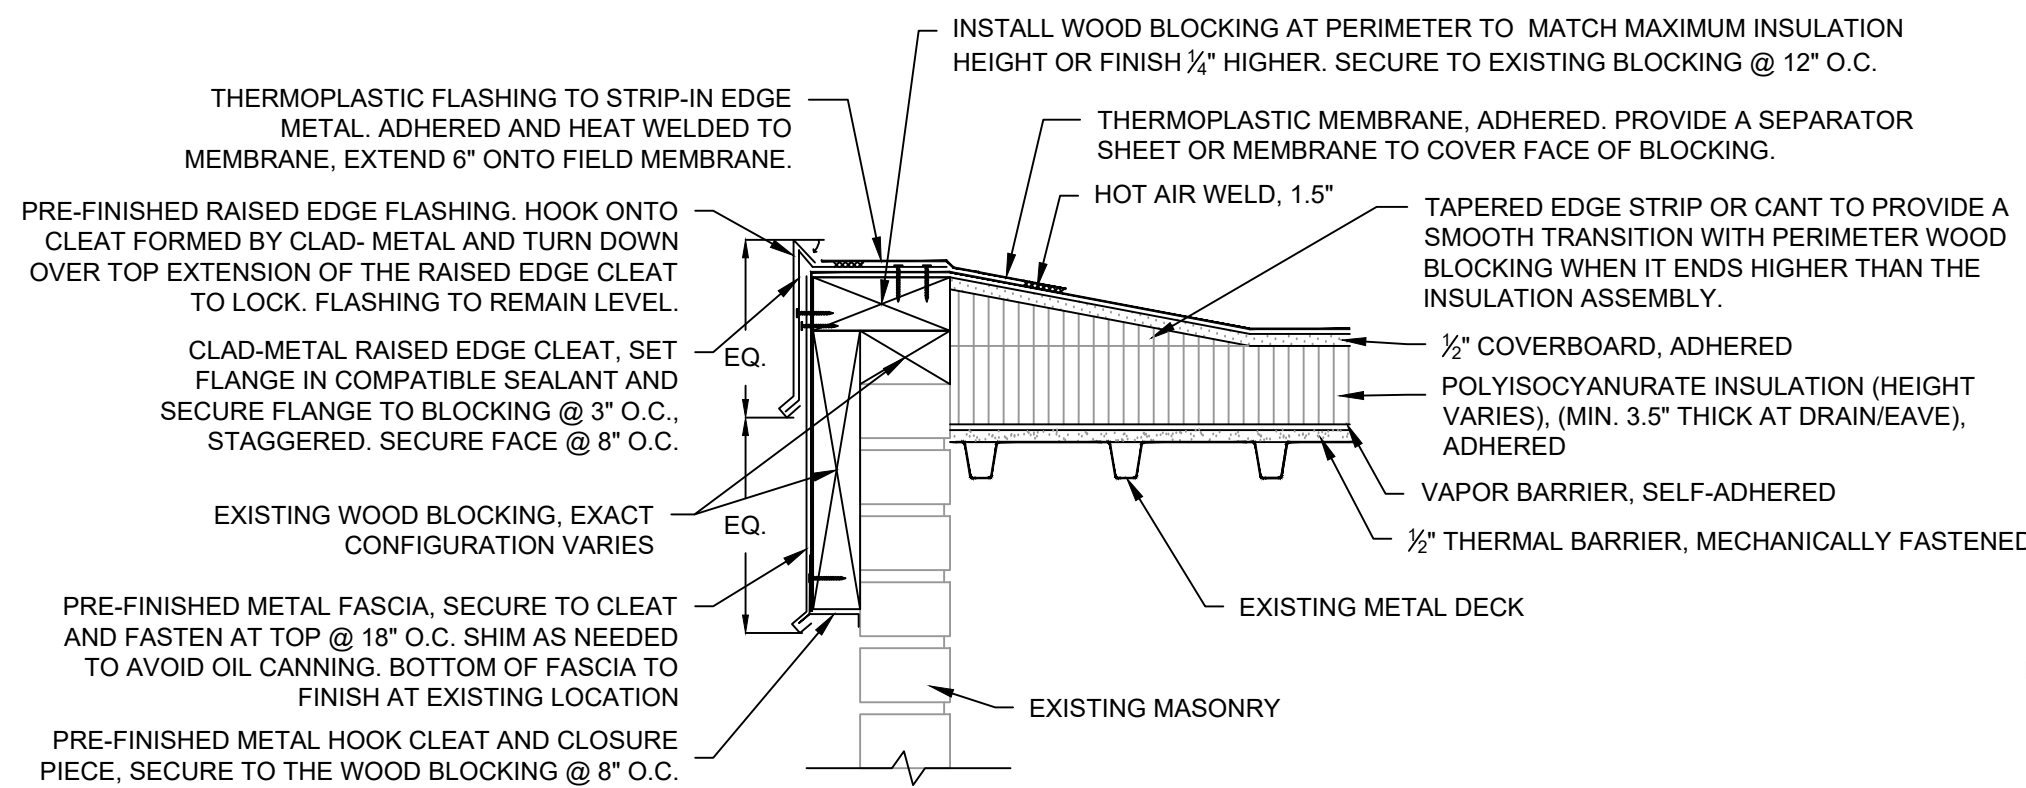 INSTALL WOOD BLOCKING AT PERIMETER TO MATCH MAXIMUM INSULATION
HEIGHT OR FINISH ¼" HIGHER. SECURE TO EXISTING BLOCKING @ 12" O.C.
THERMOPLASTIC FLASHING TO STRIP-IN EDGE
METAL. ADHERED AND HEAT WELDED TO
MEMBRANE, EXTEND 6" ONTO FIELD MEMBRANE.
THERMOPLASTIC MEMBRANE, ADHERED. PROVIDE A SEPARATOR
SHEET OR MEMBRANE TO COVER FACE OF BLOCKING.
HOT AIR WELD, 1.5"
PRE-FINISHED RAISED EDGE FLASHING. HOOK ONTO
CLEAT FORMED BY CLAD- METAL AND TURN DOWN
OVER TOP EXTENSION OF THE RAISED EDGE CLEAT
TO LOCK. FLASHING TO REMAIN LEVEL.
TAPERED EDGE STRIP OR CANT TO PROVIDE A
SMOOTH TRANSITION WITH PERIMETER WOOD
BLOCKING WHEN IT ENDS HIGHER THAN THE
INSULATION ASSEMBLY.
CLAD-METAL RAISED EDGE CLEAT, SET
FLANGE IN COMPATIBLE SEALANT AND
SECURE FLANGE TO BLOCKING @ 3" O.C.,
STAGGERED. SECURE FACE @ 8" O.C.
EQ.
½" COVERBOARD, ADHERED
POLYISOCYANURATE INSULATION (HEIGHT
VARIES), (MIN. 3.5" THICK AT DRAIN/EAVE),
ADHERED
VAPOR BARRIER, SELF-ADHERED
EXISTING WOOD BLOCKING, EXACT
CONFIGURATION VARIES
EQ.
½" THERMAL BARRIER, MECHANICALLY FASTENED
PRE-FINISHED METAL FASCIA, SECURE TO CLEAT
AND FASTEN AT TOP @ 18" O.C. SHIM AS NEEDED
TO AVOID OIL CANNING. BOTTOM OF FASCIA TO
FINISH AT EXISTING LOCATION
EXISTING METAL DECK
EXISTING MASONRY
PRE-FINISHED METAL HOOK CLEAT AND CLOSURE
PIECE, SECURE TO THE WOOD BLOCKING @ 8" O.C.